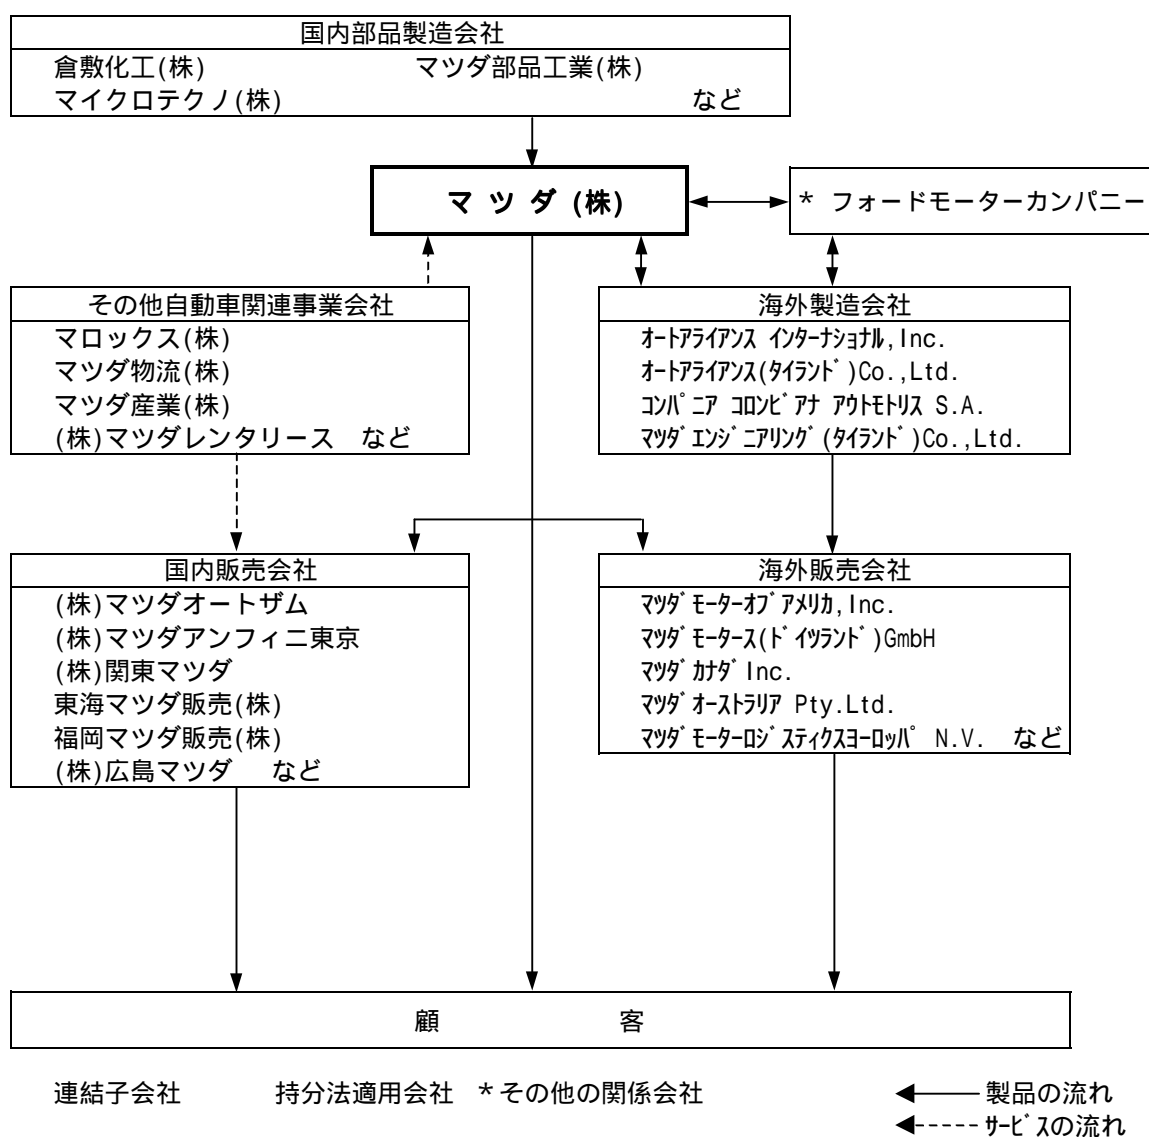 国内部品製造会社
倉敷化工(株) マツダ部品工業(株)
マイクロテクノ(株) など
マ ツ ダ (株)
* フォードモーターカンパニー
その他自動車関連事業会社
マロックス(株)
マツダ物流(株)
マツダ産業(株)
(株)マツダレンタリース など
海外製造会社
ｵｰﾄｱﾗｲｱﾝｽ ｲﾝﾀｰﾅｼｮﾅﾙ,Inc.
ｵｰﾄｱﾗｲｱﾝｽ(ﾀｲﾗﾝﾄﾞ)Co.,Ltd.
ｺﾝﾊﾟﾆｱ ｺﾛﾝﾋﾞｱﾅ ｱｳﾄﾓﾄﾘｽ S.A.
ﾏﾂﾀﾞｴﾝｼﾞﾆｱﾘﾝｸﾞ(ﾀｲﾗﾝﾄﾞ)Co.,Ltd.
国内販売会社
(株)マツダオートザム
(株)マツダアンフィニ東京
(株)関東マツダ
東海マツダ販売(株)
福岡マツダ販売(株)
(株)広島マツダ など
海外販売会社
ﾏﾂﾀﾞﾓｰﾀｰｵﾌﾞｱﾒﾘｶ,Inc.
ﾏﾂﾀﾞﾓｰﾀｰｽ(ﾄﾞｲﾂﾗﾝﾄﾞ)GmbH
ﾏﾂﾀﾞｶﾅﾀﾞInc.
ﾏﾂﾀﾞｵｰｽﾄﾗﾘｱ Pty.Ltd.
ﾏﾂﾀﾞﾓｰﾀｰﾛｼﾞｽﾃｨｸｽﾖｰﾛｯﾊﾟ N.V. など
顧 客
連結子会社 持分法適用会社 *その他の関係会社
製品の流れ
ｻｰﾋﾞｽの流れ